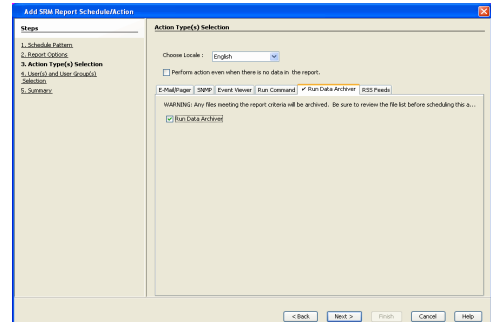 Add SRM Report Schedule/Action
Steps
1. Schedule Pattern
2. Report Options
3. Action Type(s) Selection
4. User(s) and User Group(s)
Selection
5. Summary
Action Type(s) Selection
Choose Locale : English
Perform action even when there is no data in the report.
E-Mail/Pager SNMP Event Viewer Run Command ✔ Run Data Archiver RSS Feeds
WARNING: Any files meeting the report criteria will be archived. Be sure to review the file list before scheduling this a...
Run Data Archiver
< Back Next > Finish Cancel Help